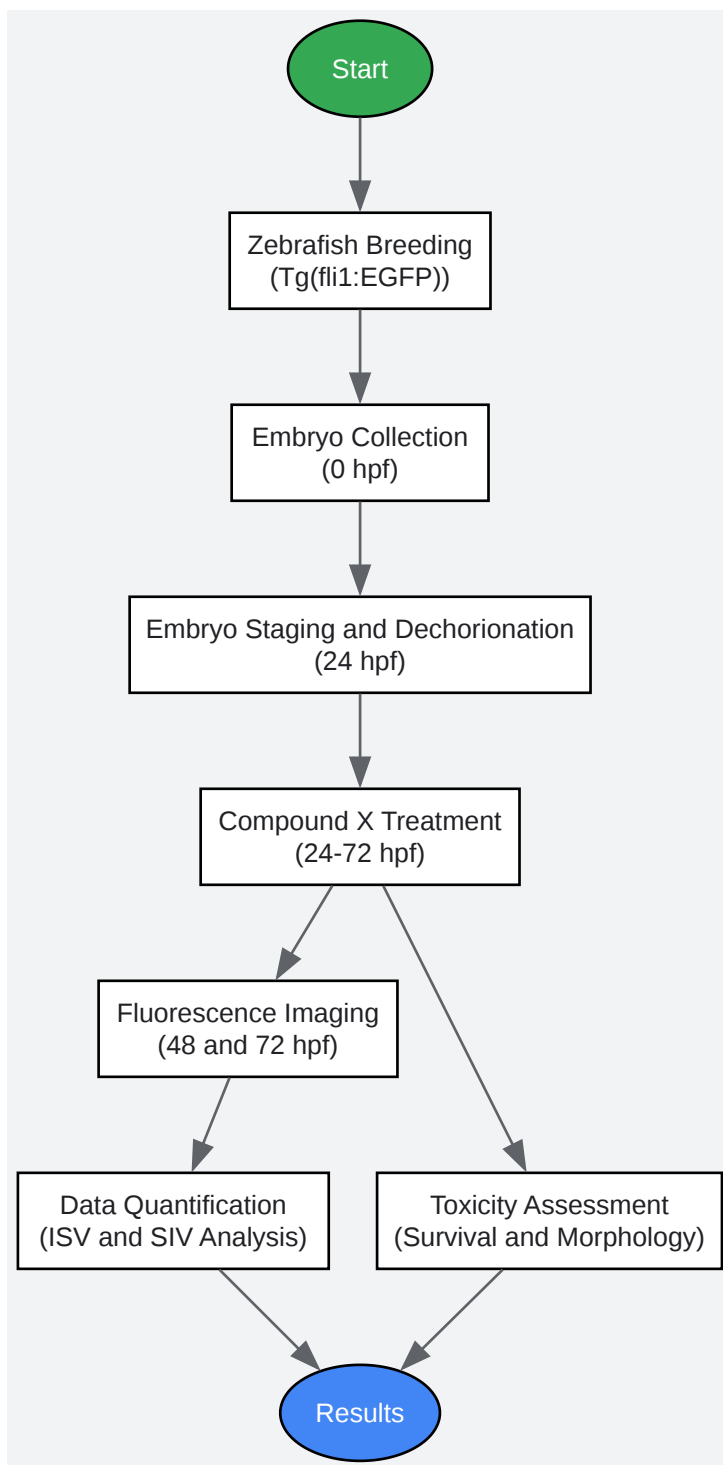 Start
Zebrafish Breeding
(Tg(fli1:EGFP))
Embryo Collection
(0 hpf)
Embryo Staging and Dechorionation
(24 hpf)
Compound X Treatment
(24-72 hpf)
Fluorescence Imaging
(48 and 72 hpf)
Data Quantification
(ISV and SIV Analysis)
Toxicity Assessment
(Survival and Morphology)
Results